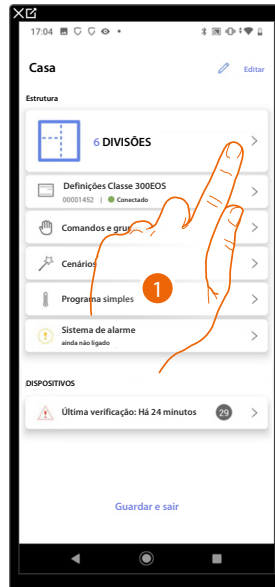 17:04
Casa
Editar
Estrutura
6 DIVISÕES
Definições Classe 300EOS
00001452 | Conectado
Comandos e gru
Cenários
1
Programa simples
Sistema de alarme
ainda não ligado
DISPOSITIVOS
Última verificação: Há 24 minutos
29
Guardar e sair